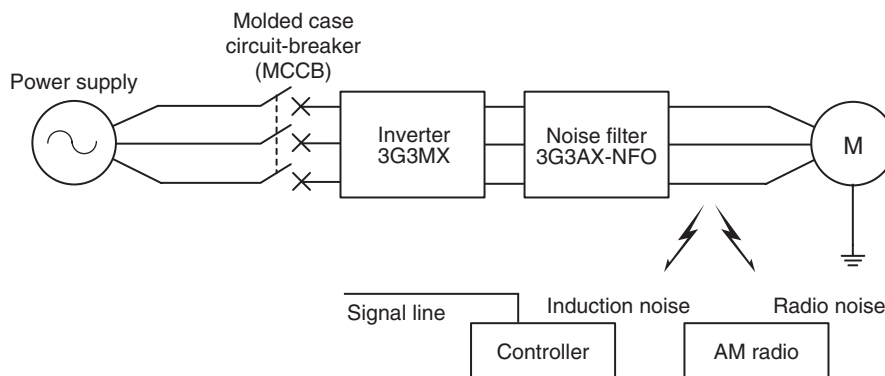 Molded case
circuit-breaker
(MCCB)
Power supply
Inverter
3G3MX
Noise filter
3G3AX-NFO
M
Signal line
Induction noise
Radio noise
Controller
AM radio